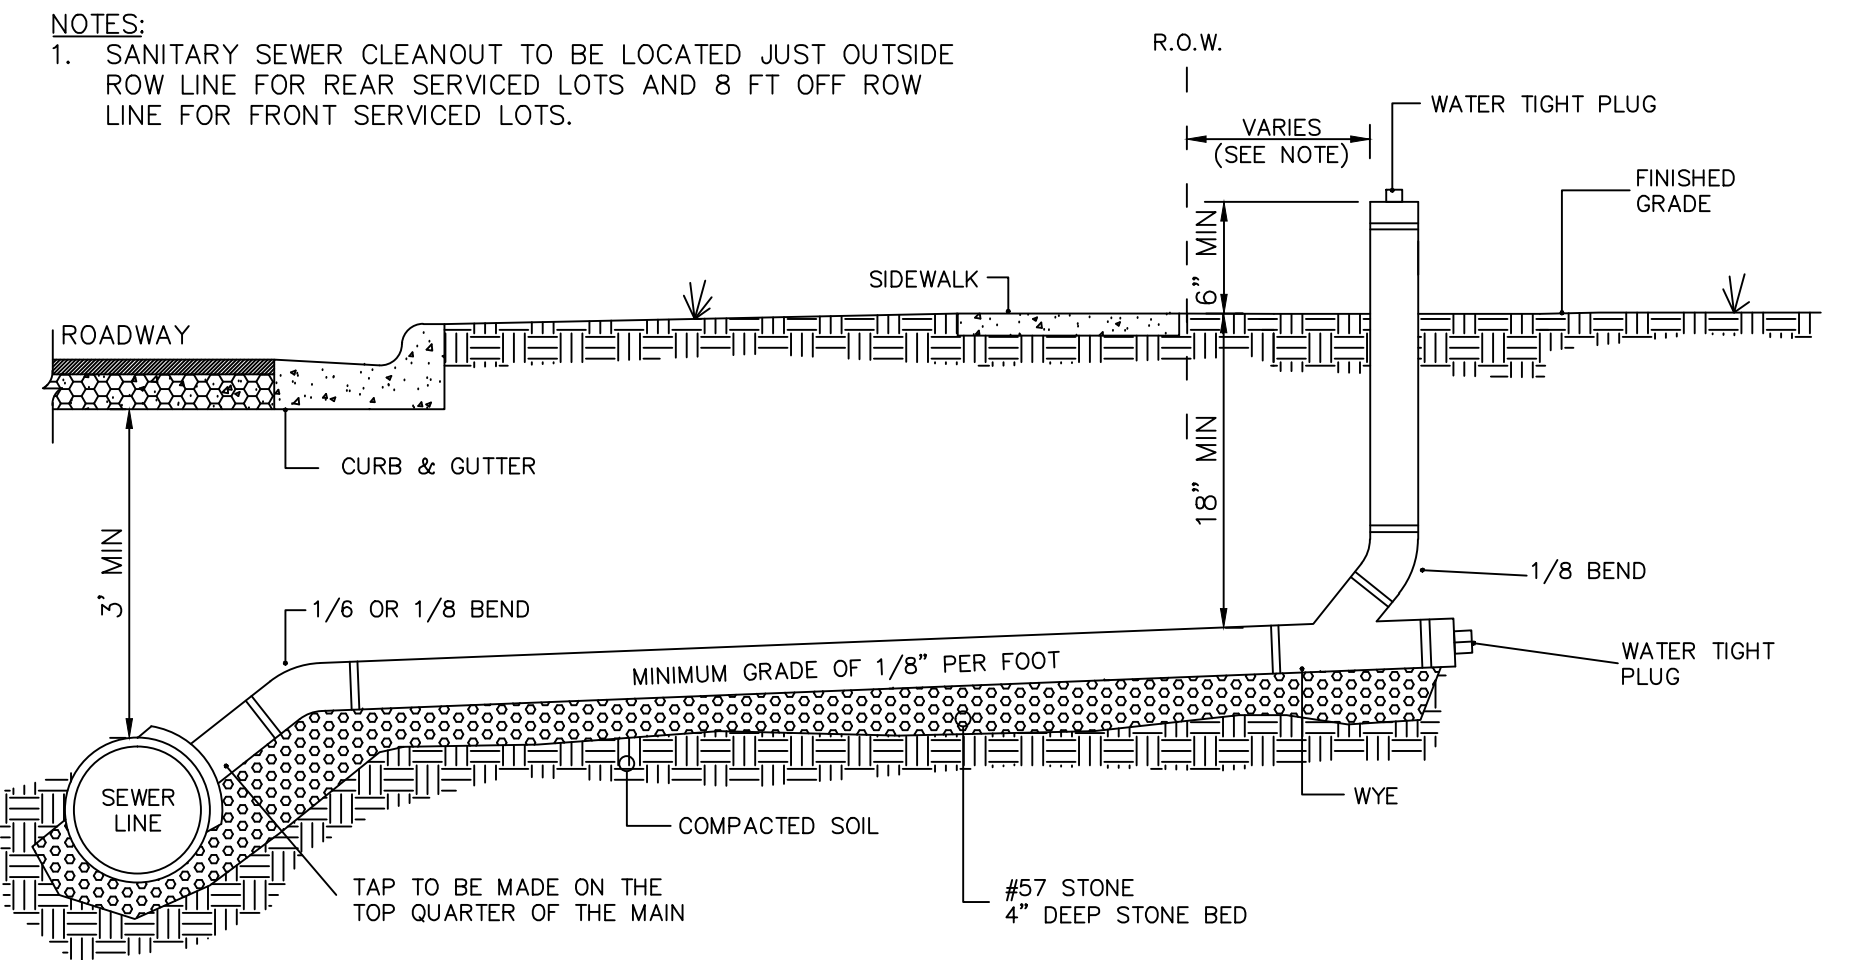 NOTES:
1. SANITARY SEWER CLEANOUT TO BE LOCATED JUST OUTSIDE
ROW LINE FOR REAR SERVICED LOTS AND 8 FT OFF ROW
LINE FOR FRONT SERVICED LOTS.
R.O.W.
WATER TIGHT PLUG
VARIES
(SEE NOTE)
FINISHED
GRADE
6" MIN
SIDEWALK
ROADWAY
CURB & GUTTER
18" MIN
3' MIN
1/6 OR 1/8 BEND
1/8 BEND
MINIMUM GRADE OF 1/8" PER FOOT
WATER TIGHT
PLUG
SEWER
LINE
WYE
COMPACTED SOIL
TAP TO BE MADE ON THE
TOP QUARTER OF THE MAIN
#57 STONE
4" DEEP STONE BED